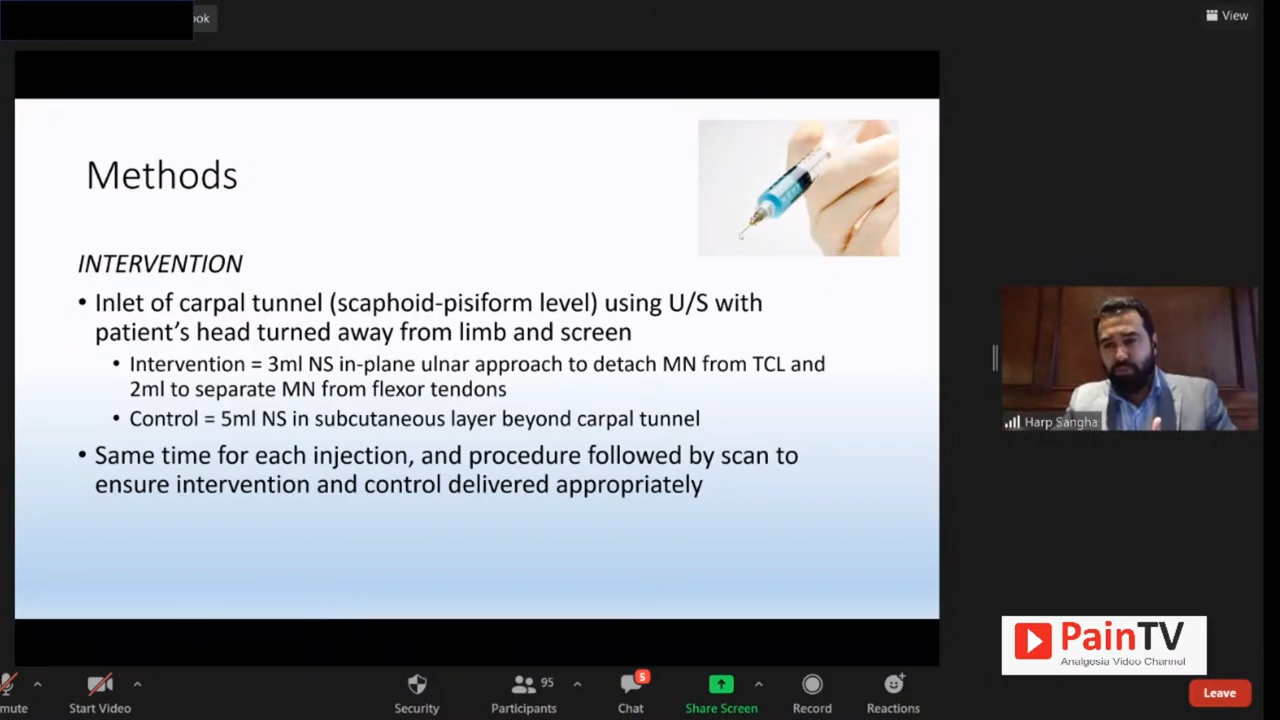 ook
View
Methods
INTERVENTION
• Inlet of carpal tunnel (scaphoid-pisiform level) using U/S with
patient's head turned away from limb and screen
• Intervention = 3ml NS in-plane ulnar approach to detach MN from TCL and
2ml to separate MN from flexor tendons
• Control = 5ml NS in subcutaneous layer beyond carpal tunnel
• Same time for each injection, and procedure followed by scan to
ensure intervention and control delivered appropriately
Harp Sangha
PainTV
Analgesia Video Channel
mute
Start Video
Security
95
Participants
5
Chat
Share Screen
Record
Reactions
Leave